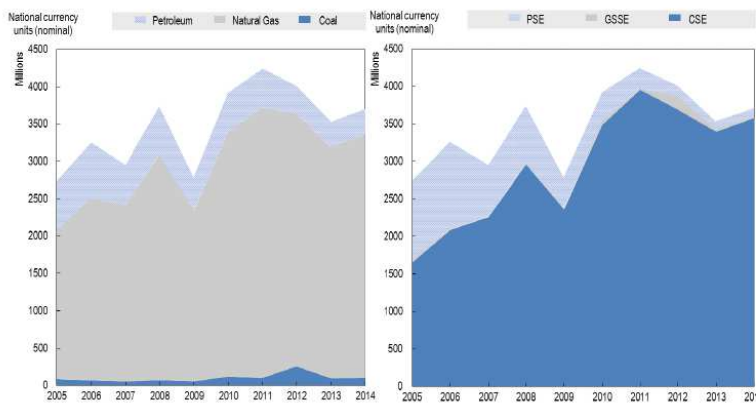 National currency
units (nominal)
Petroleum Natural Gas Coal
Millions
4500
4000
3500
3000
2500
2000
1500
1000
500
0
2005 2006 2007 2008 2009 2010 2011 2012 2013 2014
National currency
units (nominal)
PSE GSSE CSE
Millions
4500
4000
3500
3000
2500
2000
1500
1000
500
0
2005 2006 2007 2008 2009 2010 2011 2012 2013